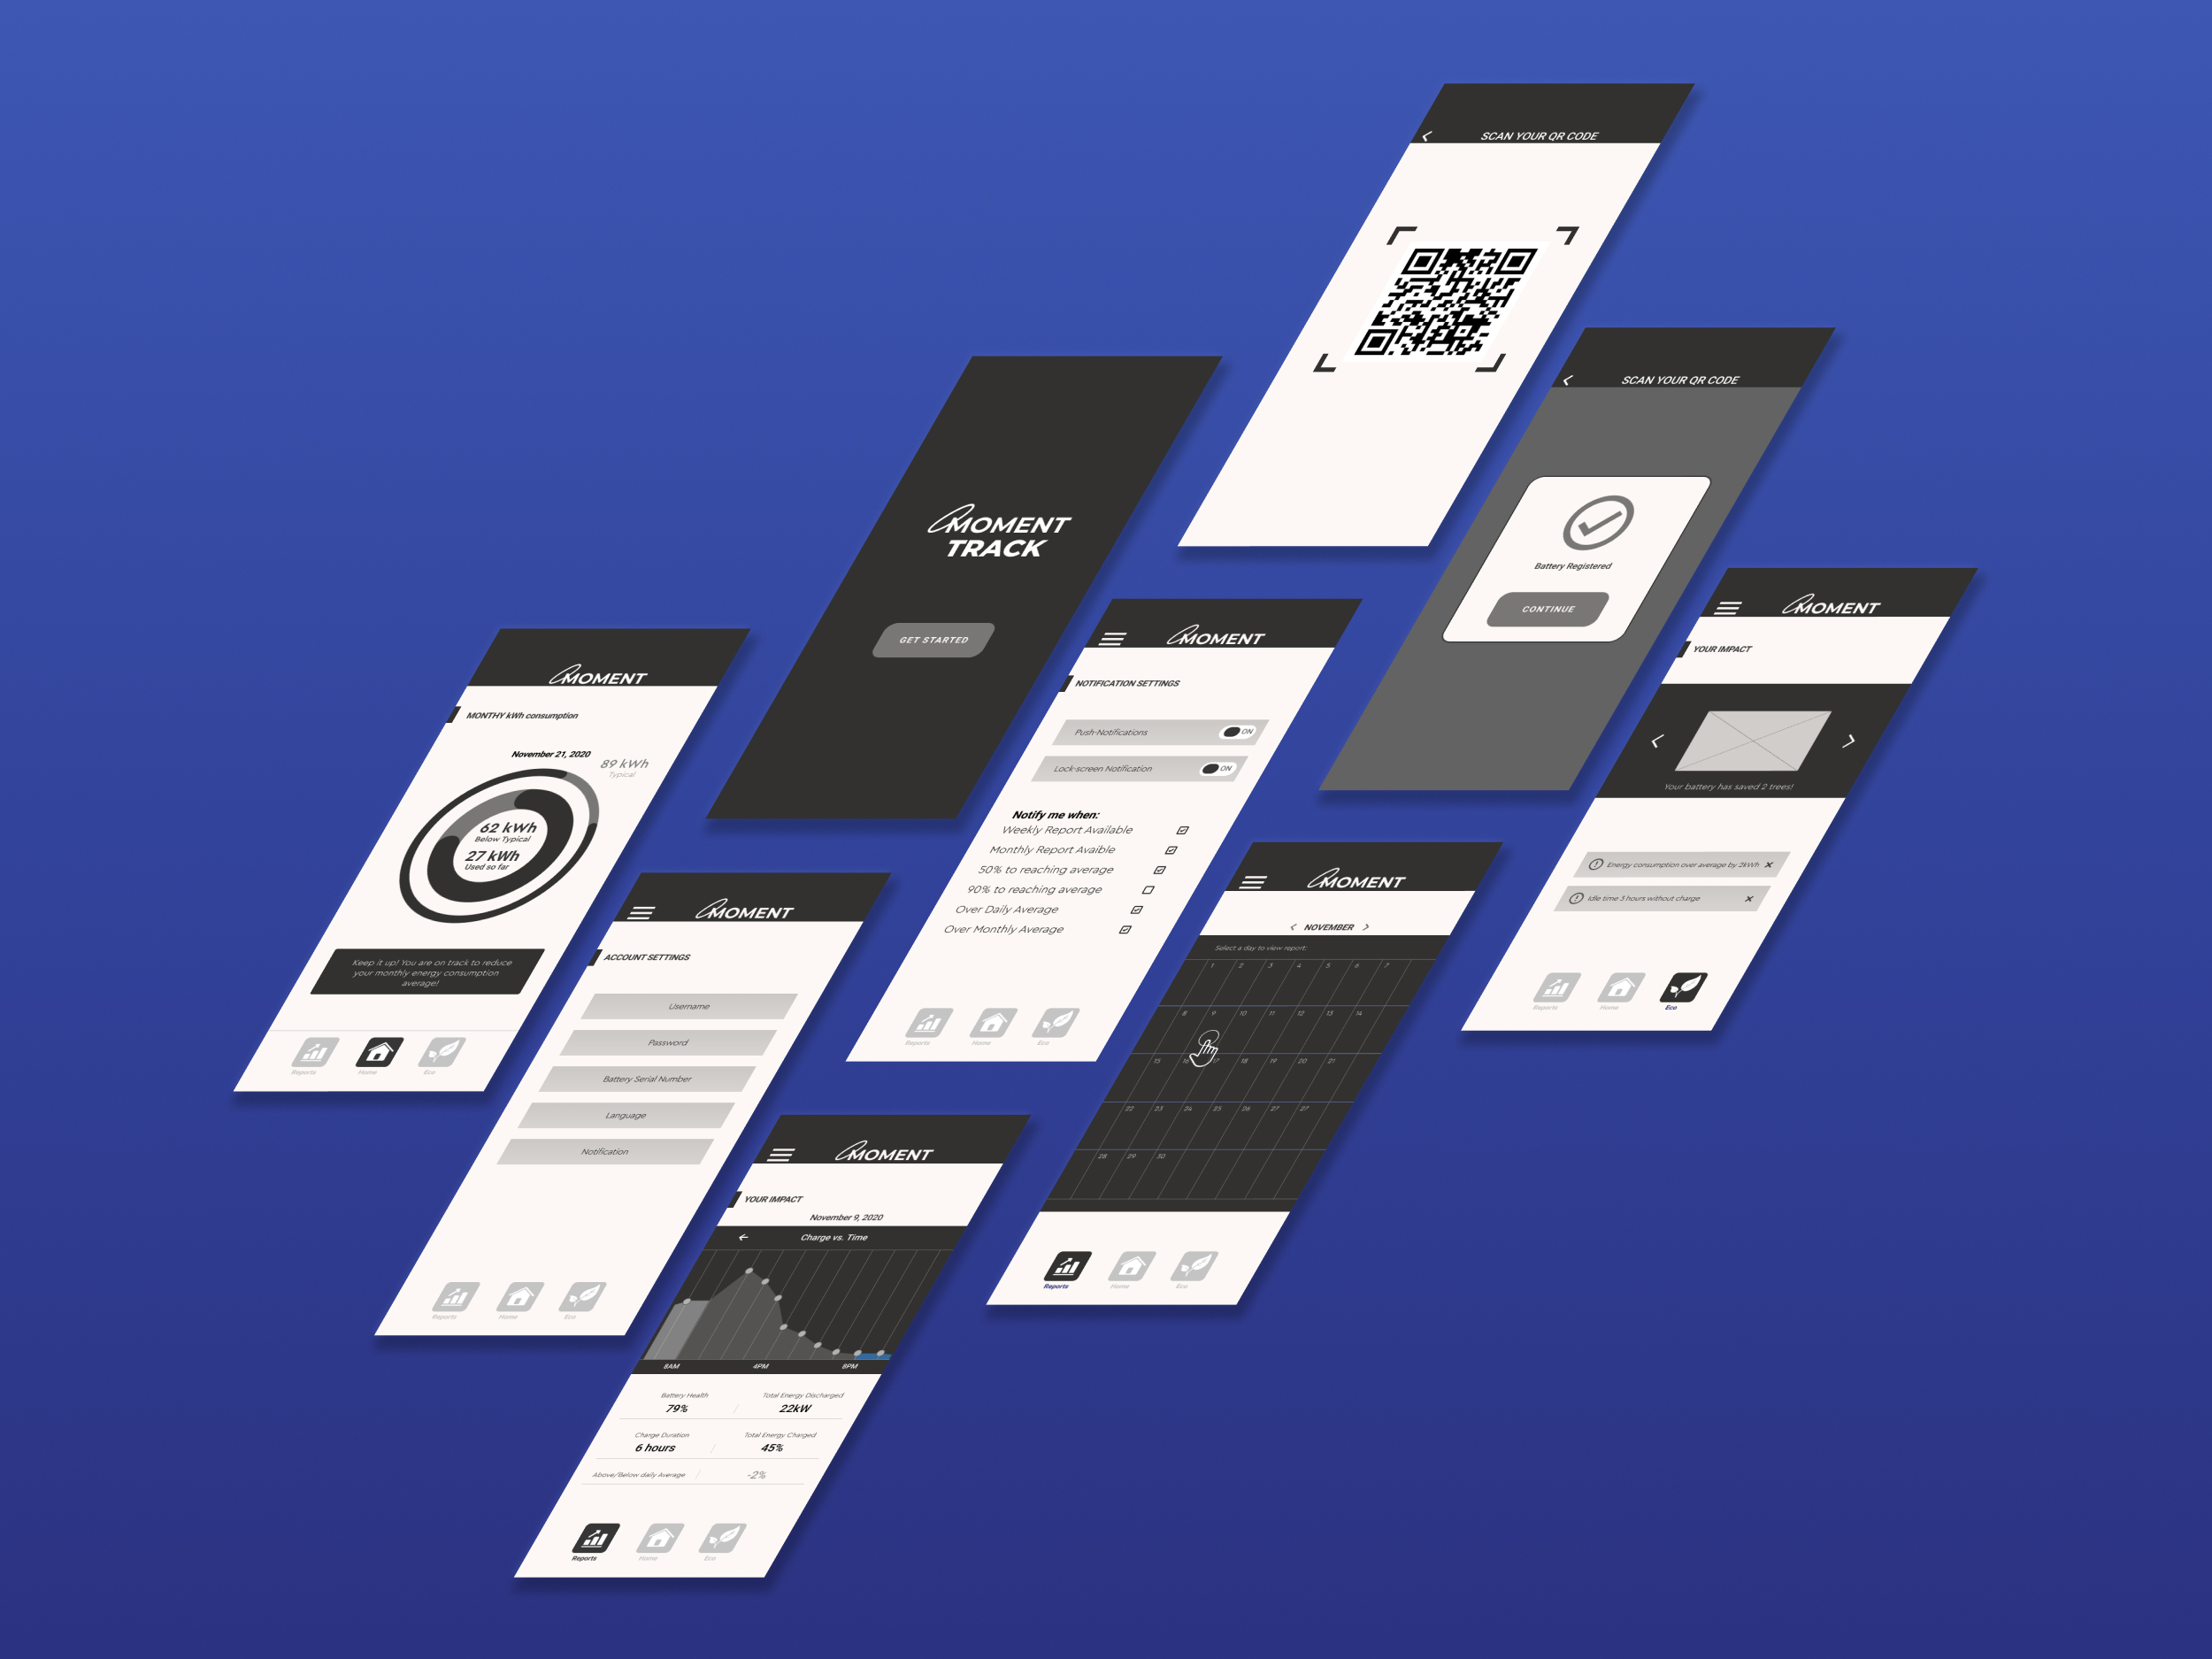 SCAN YOUR QR CODE
SCAN YOUR QR CODE
Battery Registered
CONTINUE
MOMENT
TRACK
GET STARTED
MOMENT
YOUR IMPACT
Your battery has saved 2 trees!
Energy consumption over average by 2kWh
Idle time 3 hours without charge
Reports
Home
Eco
MOMENT
NOTIFICATION SETTINGS
Push-Notifications
ON
Lock-screen Notification
ON
Notify me when:
Weekly Report Available
Monthly Report Avaible
50% to reaching average
90% to reaching average
Over Daily Average
Over Monthly Average
Reports
Home
Eco
MOMENT
MONTHY kWh consumption
November 21, 2020
89 kWh
Typical
62 kWh
Below Typical
27 kWh
Used so far
Keep it up! You are on track to reduce
your monthly energy consumption
average!
Reports
Home
Eco
MOMENT
NOVEMBER
Select a day to view report.
1 2 3 4 5 6 7
8 9 10 11 12 13 14
15 16 17 18 19 20 21
22 23 24 25 26 27 27
28 29 30
Reports
Home
Eco
MOMENT
ACCOUNT SETTINGS
Username
Password
Battery Serial Number
Language
Notification
Reports
Home
Eco
MOMENT
YOUR IMPACT
November 9, 2020
Charge vs. Time
8AM 4PM 8PM
Battery Health
79%
Total Energy Discharged
22kW
Charge Duration
6 hours
Total Energy Charged
45%
Above/Below daily Average
-2%
Reports
Home
Eco